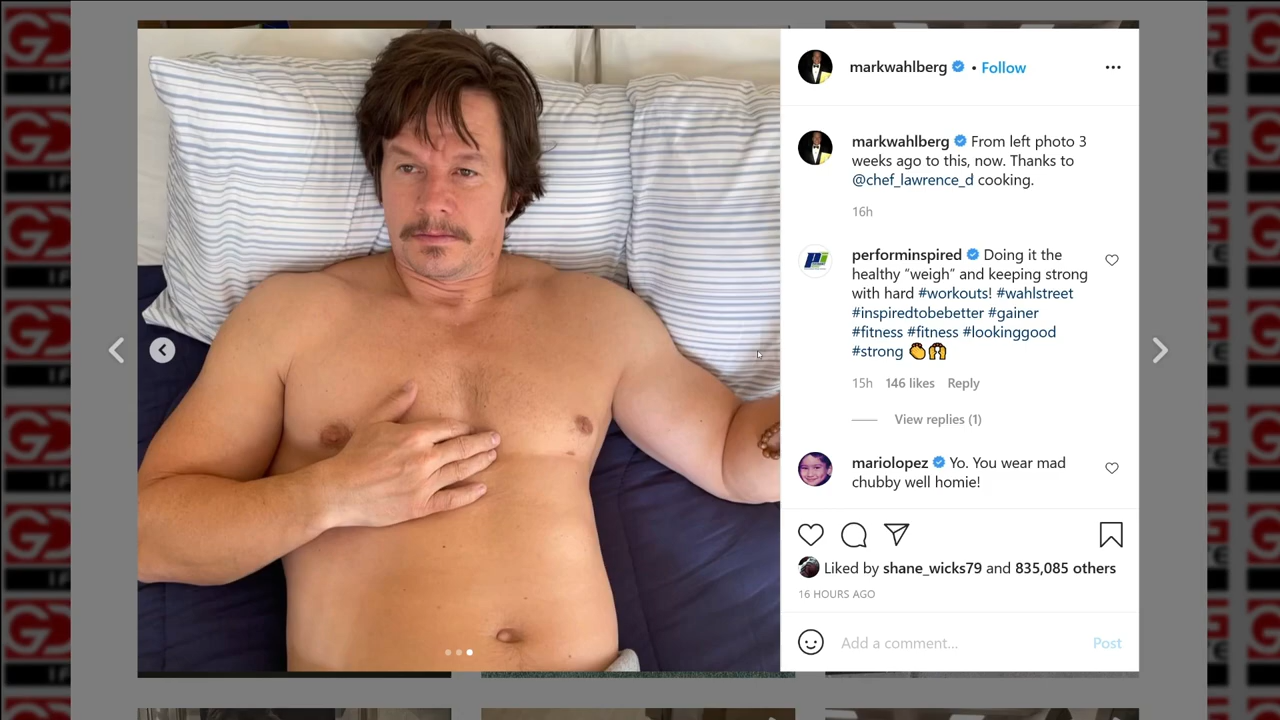 markwahlberg • Follow
markwahlberg From left photo 3
weeks ago to this, now. Thanks to
@chef_lawrence_d cooking.
16h
performinspired Doing it the
healthy “weigh” and keeping strong
with hard #workouts! #wahlstreet
#inspiredtobebetter #gainer
#fitness #fitness #lookinggood
#strong 👏🙌
15h 146 likes Reply
View replies (1)
mariolopez Yo. You wear mad
chubby well homie!
Liked by shane_wicks79 and 835,085 others
16 HOURS AGO
Add a comment... Post